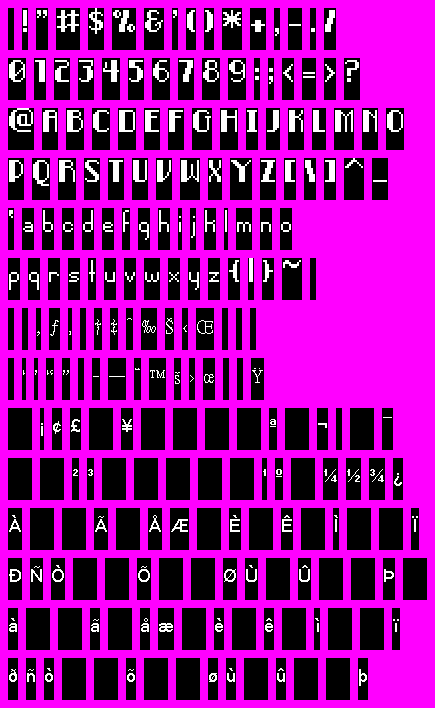 !"#$%&'()*+,-./
0123456789:;<=>?
@ABCDEFGHIJKLMNO
PQRSTUVWXYZ[\]^_
'abcdefghijklmno
pqrstuvwxyz{|}~
‚ƒ„†‡ˆ‰Š‹Œ
‘’“”–—˜™š›œŸ
¡¢£¥ª¬¯
²³¹º¼½¾¿
ÀÃÅÆÈÊÌÏ
ÐÑÒÕØÙÛÞ
àãåæèêìï
ðñòõøùûþ